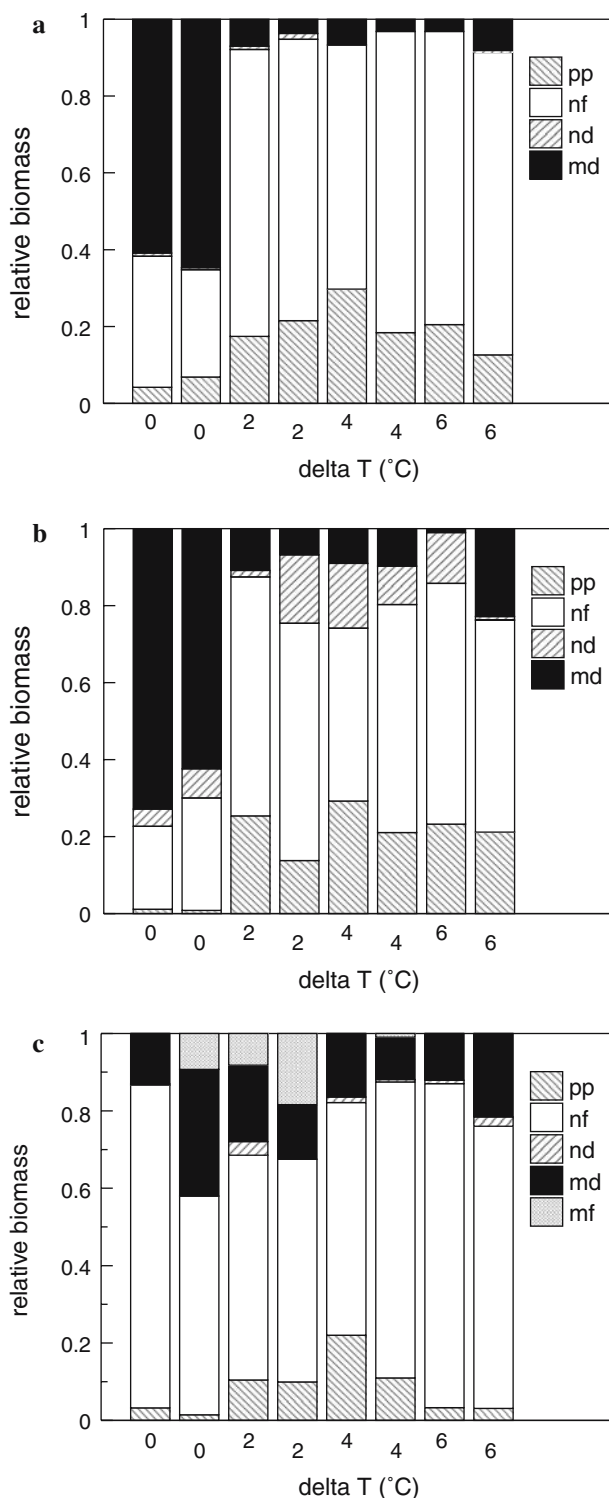 a
relative biomass
1
0.8
0.6
0.4
0.2
0
0 0 2 2 4 4 6 6
delta T (˚C)
pp
nf
nd
md
b
relative biomass
1
0.8
0.6
0.4
0.2
0
0 0 2 2 4 4 6 6
delta T (˚C)
pp
nf
nd
md
c
relative biomass
1
0.8
0.6
0.4
0.2
0
0 0 2 2 4 4 6 6
delta T (˚C)
pp
nf
nd
md
mf